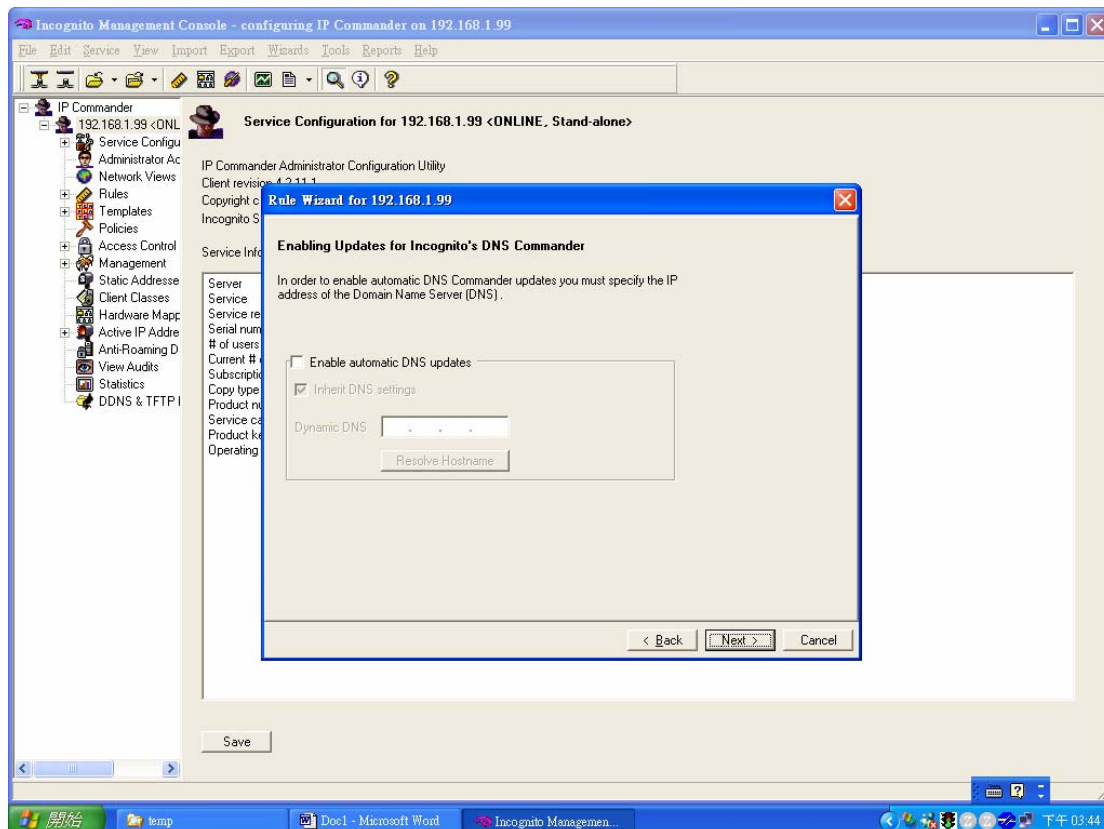 Incognito Management Console - configuring IP Commander on 192.168.1.99
File Edit Service View Import Export Wizards Tools Reports Help
IP Commander
192.168.1.99 <ONL
Service Configu
Administrator Ac
Network Views
Rules
Templates
Policies
Access Control
Management
Static Addresse
Client Classes
Hardware Mapp
Active IP Addre
Anti-Roaming D
View Audits
Statistics
DDNS & TFTP I
Service Configuration for 192.168.1.99 <ONLINE, Stand-alone>
IP Commander Administrator Configuration Utility
Client revision 4.2.11.1
Copyright c
Incognito S
Service Info
Server
Service
Service re
Serial num
# of users
Current #
Subscriptio
Copy type
Product nu
Service ca
Product ke
Operating
Save
Rule Wizard for 192.168.1.99
Enabling Updates for Incognito's DNS Commander
In order to enable automatic DNS Commander updates you must specify the IP
address of the Domain Name Server (DNS).
Enable automatic DNS updates
Inherit DNS settings
Dynamic DNS . . .
Resolve Hostname
< Back Next > Cancel
開始 temp Doc1 - Microsoft Word Incognito Managemen... 下午 03:44